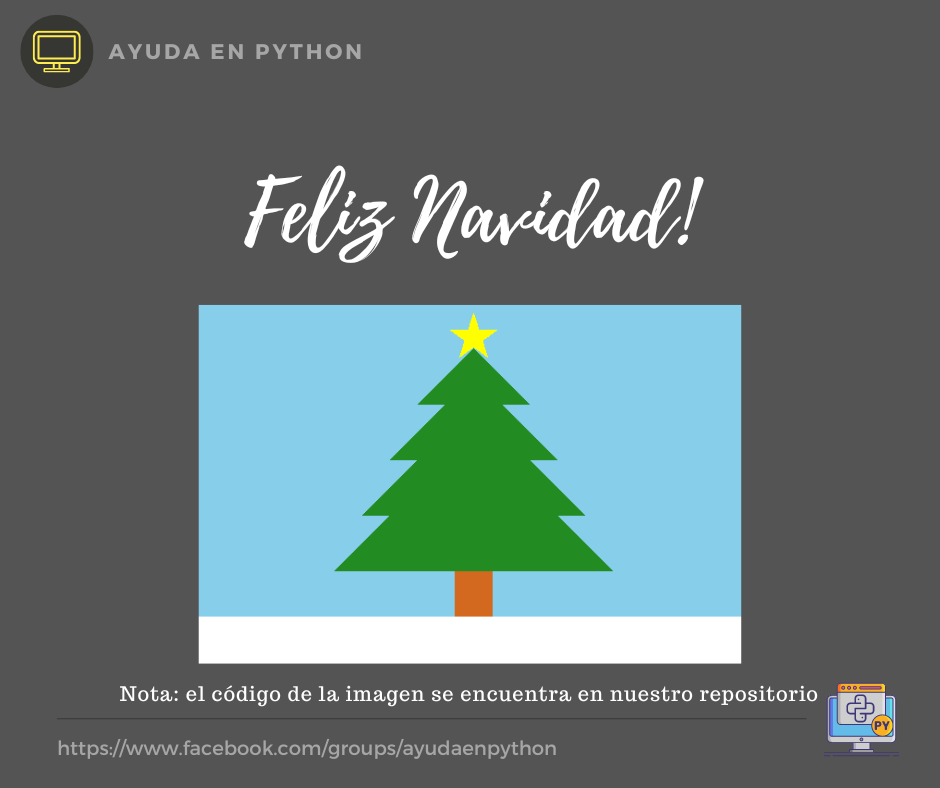 AYUDA EN PYTHON
Feliz Navidad!
Nota: el código de la imagen se encuentra en nuestro repositorio
PY
https://www.facebook.com/groups/ayudaenpython